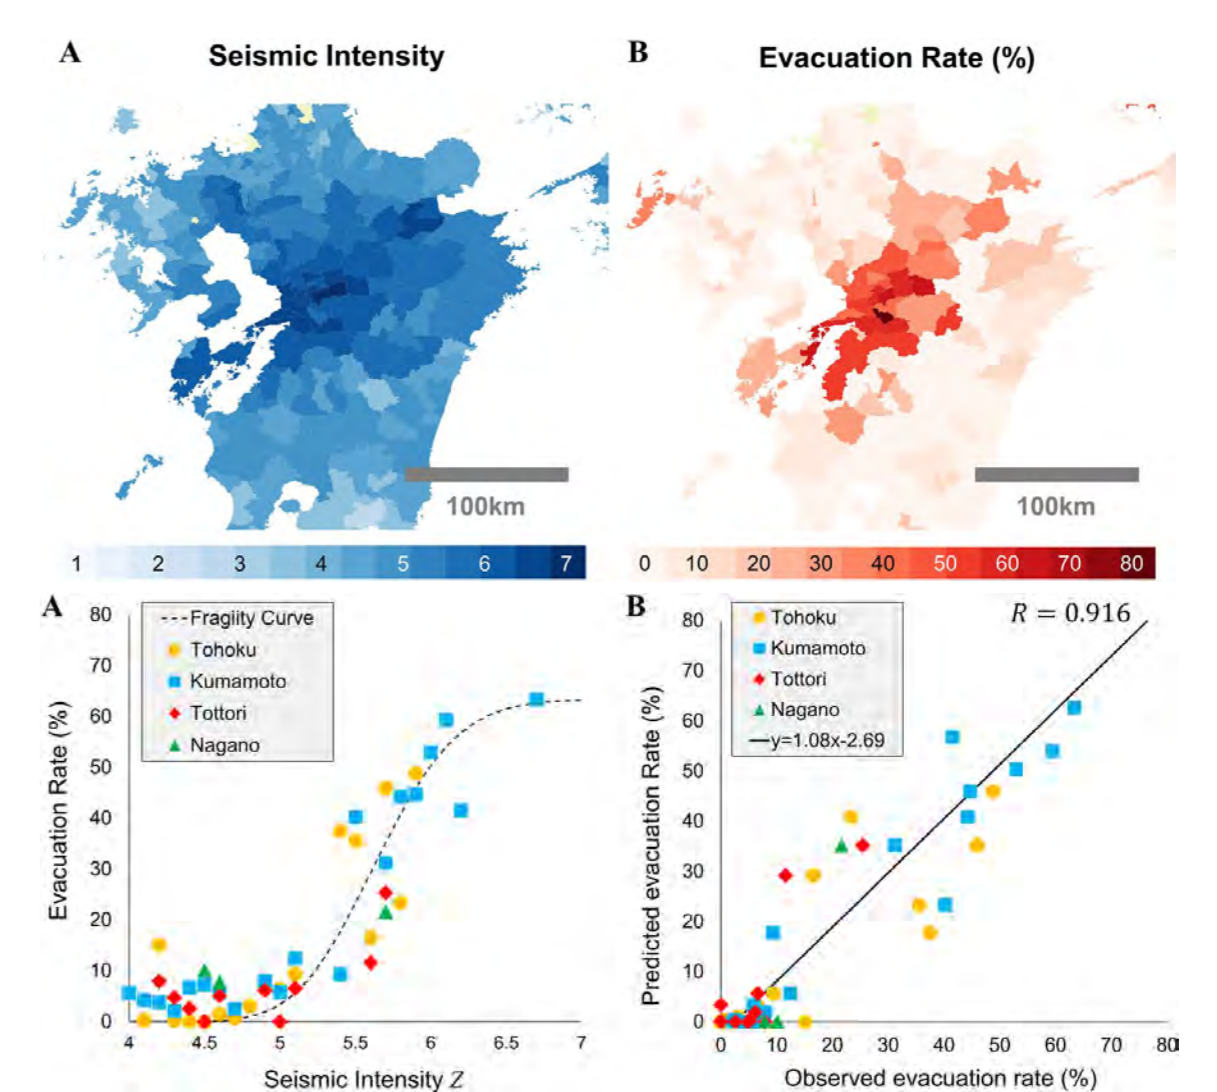 A Seismic Intensity
B Evacuation Rate (%)
100km
100km
1 2 3 4 5 6 7
0 10 20 30 40 50 60 70 80
A
80
70
60
50
40
30
20
10
0
Evacuation Rate (%)
Fragiity Curve
Tohoku
Kumamoto
Tottori
Nagano
4 4.5 5 5.5 6 6.5 7
Seismic Intensity Z
B
80
70
60
50
40
30
20
10
0
Predicted evacuation Rate (%)
Tohoku
Kumamoto
Tottori
Nagano
y=1.08x-2.69
R = 0.916
0 10 20 30 40 50 60 70 80
Observed evacuation rate (%)